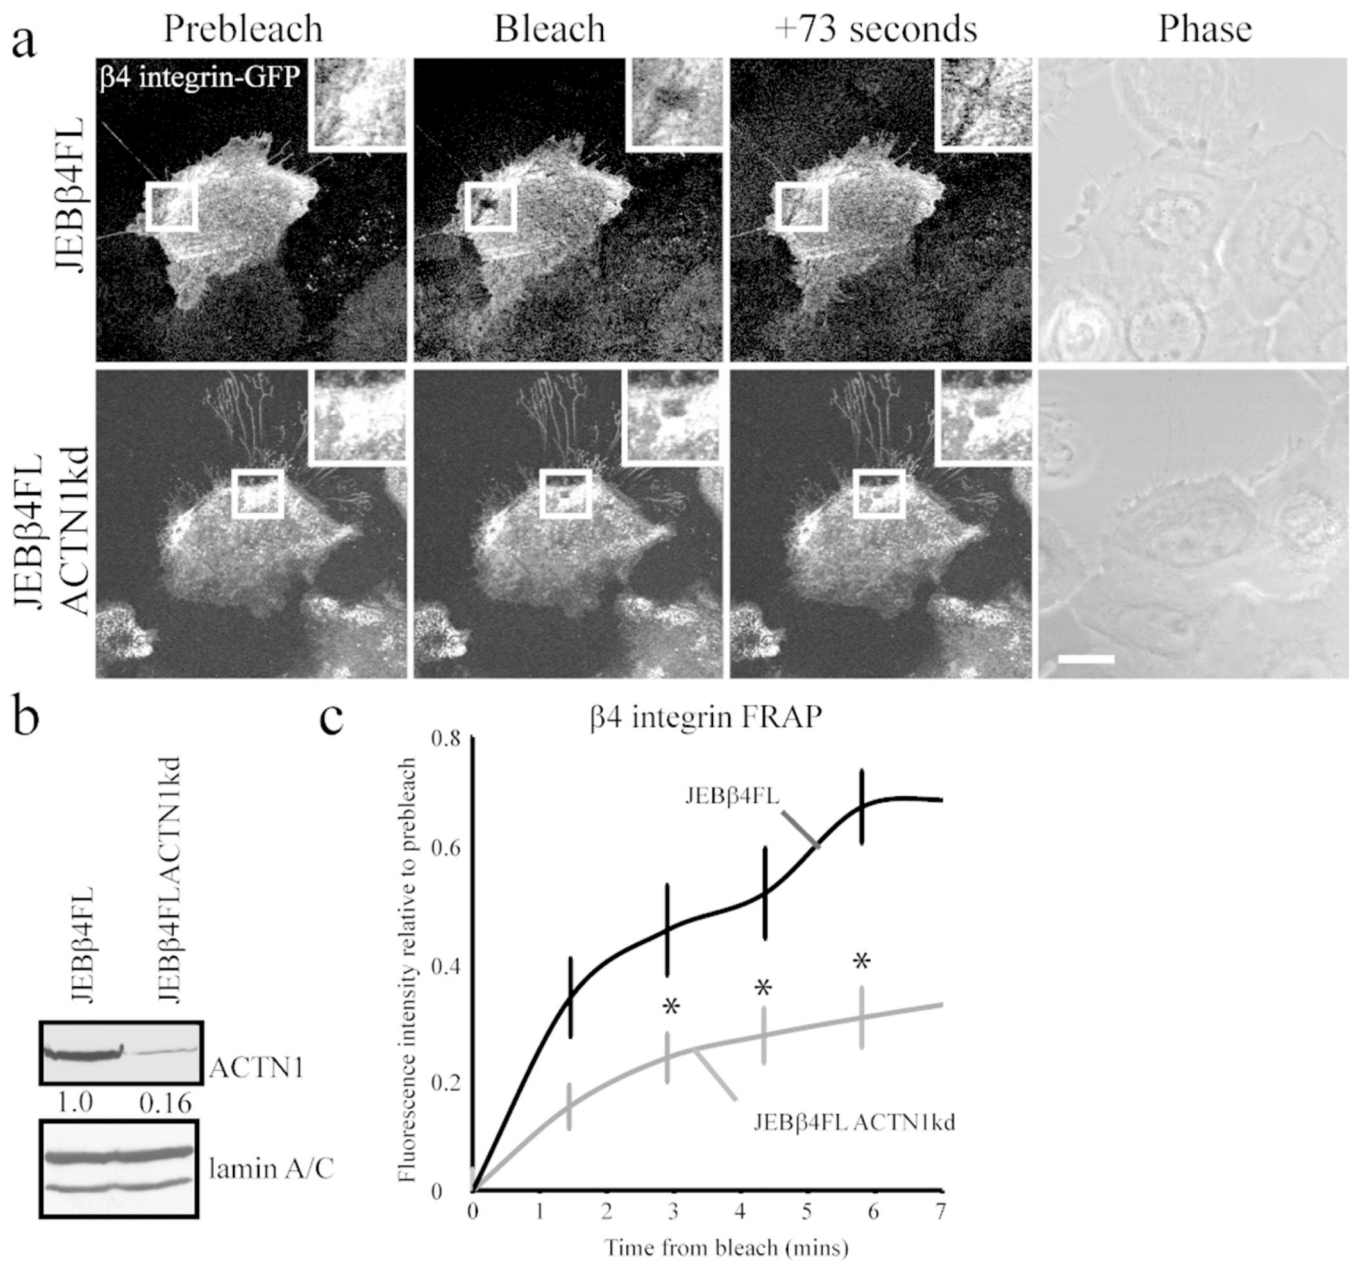 a
Prebleach
Bleach
+73 seconds
Phase
β4 integrin-GFP
JEBβ4FL
JEBβ4FL
ACTN1kd
b
JEBβ4FL
JEBβ4FLACTN1kd
ACTN1
1.0
0.16
lamin A/C
c
β4 integrin FRAP
Fluorescence intensity relative to prebleach
0.8
0.6
0.4
0.2
0
JEBβ4FL
*
*
*
JEBβ4FL ACTN1kd
0 1 2 3 4 5 6 7
Time from bleach (mins)